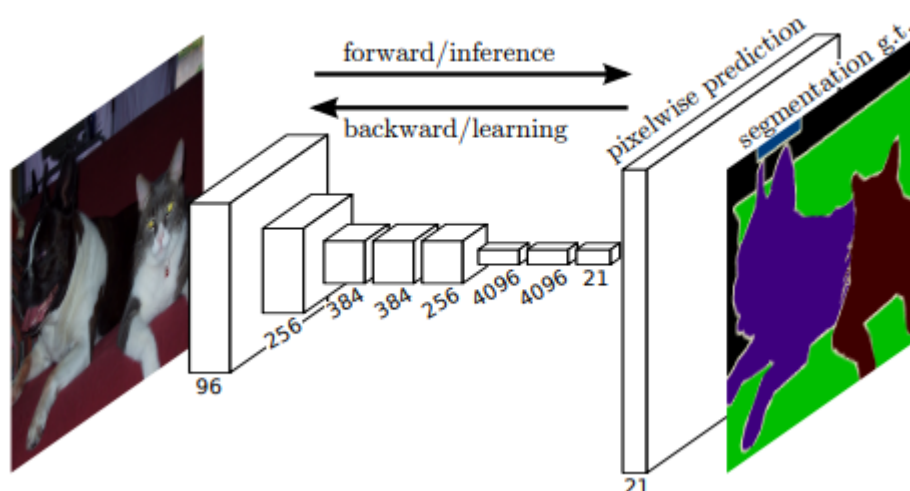 forward/inference
backward/learning
pixelwise prediction
segmentation g.t.
96
256
384
384
256
4096
4096
21
21